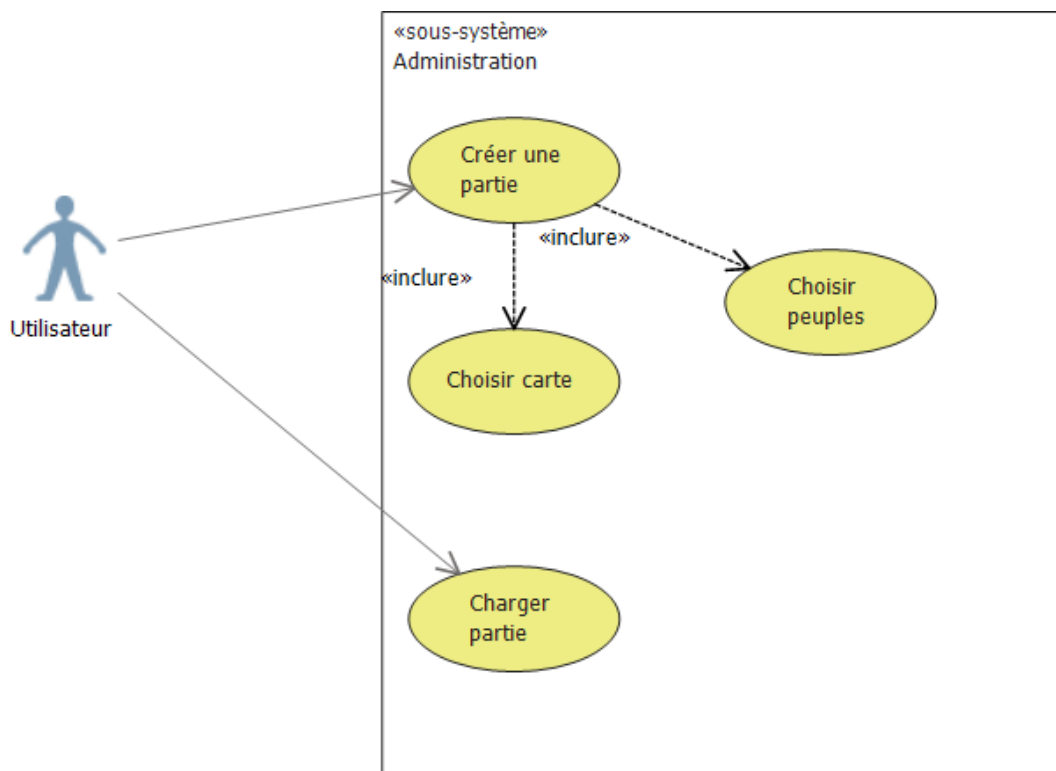 «sous-système»
Administration
Créer une
partie
«inclure»
«inclure»
Choisir
peuples
Utilisateur
Choisir carte
Charger
partie